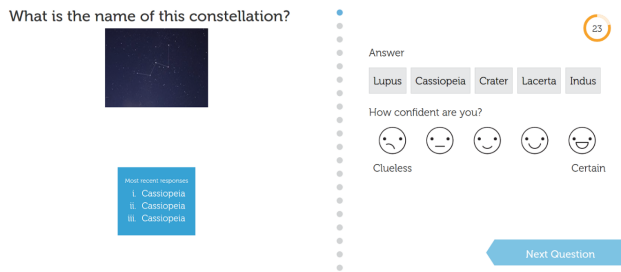 What is the name of this constellation?
Most recent responses
i. Cassiopeia
ii. Cassiopeia
iii. Cassiopeia
23
Answer
Lupus Cassiopeia Crater Lacerta Indus
How confident are you?
Clueless Certain
Next Question